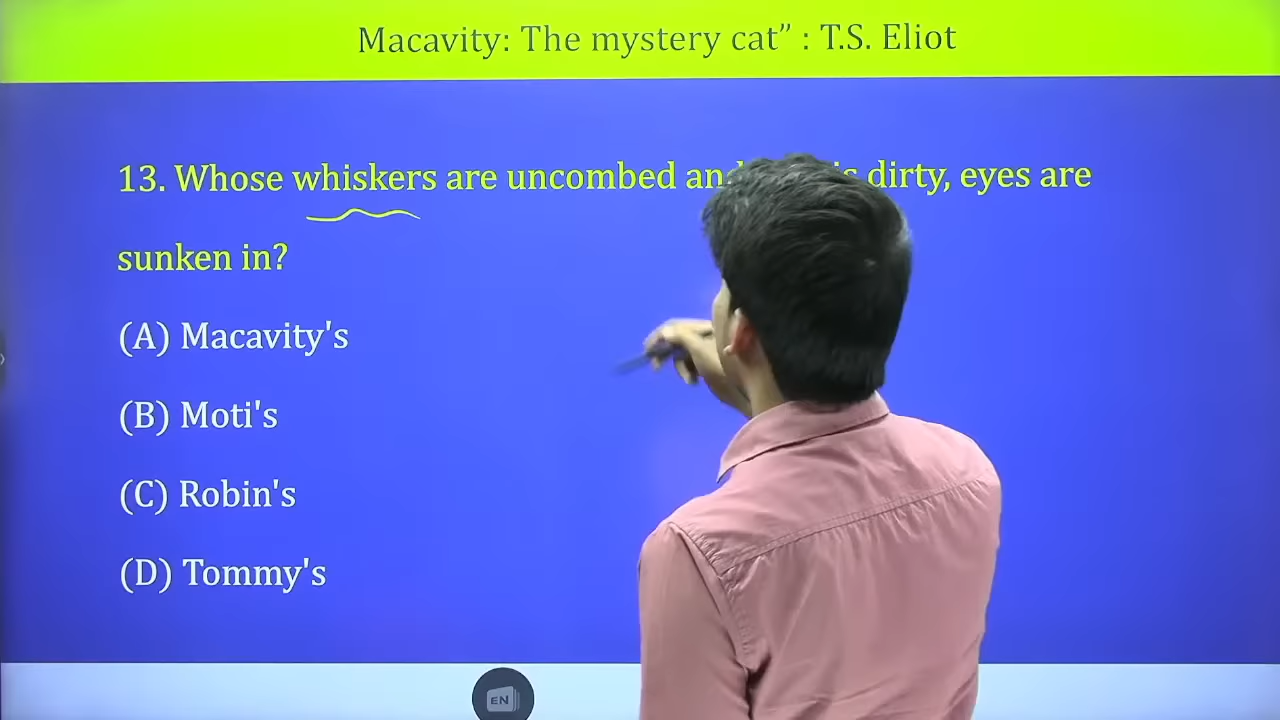 Macavity: The mystery cat” : T.S. Eliot
13. Whose whiskers are uncombed and is dirty, eyes are
sunken in?
(A) Macavity's
(B) Moti's
(C) Robin's
(D) Tommy's
EN